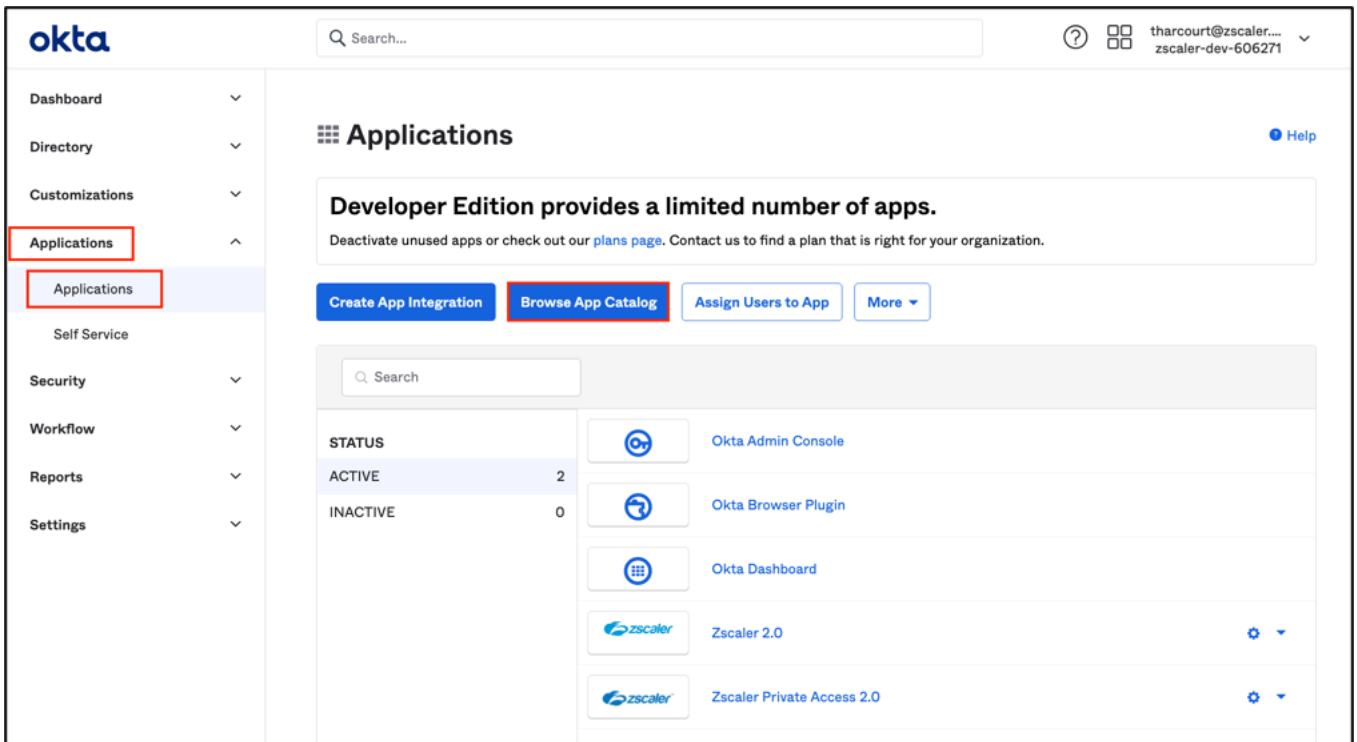 okta
Search...
tharcourt@zscaler....
zscaler-dev-606271
Dashboard
Directory
Customizations
Applications
Applications
Self Service
Security
Workflow
Reports
Settings
Applications
Help
Developer Edition provides a limited number of apps.
Deactivate unused apps or check out our plans page. Contact us to find a plan that is right for your organization.
Create App Integration
Browse App Catalog
Assign Users to App
More
Search
STATUS
ACTIVE 2
INACTIVE 0
Okta Admin Console
Okta Browser Plugin
Okta Dashboard
zscaler Zscaler 2.0
zscaler Zscaler Private Access 2.0